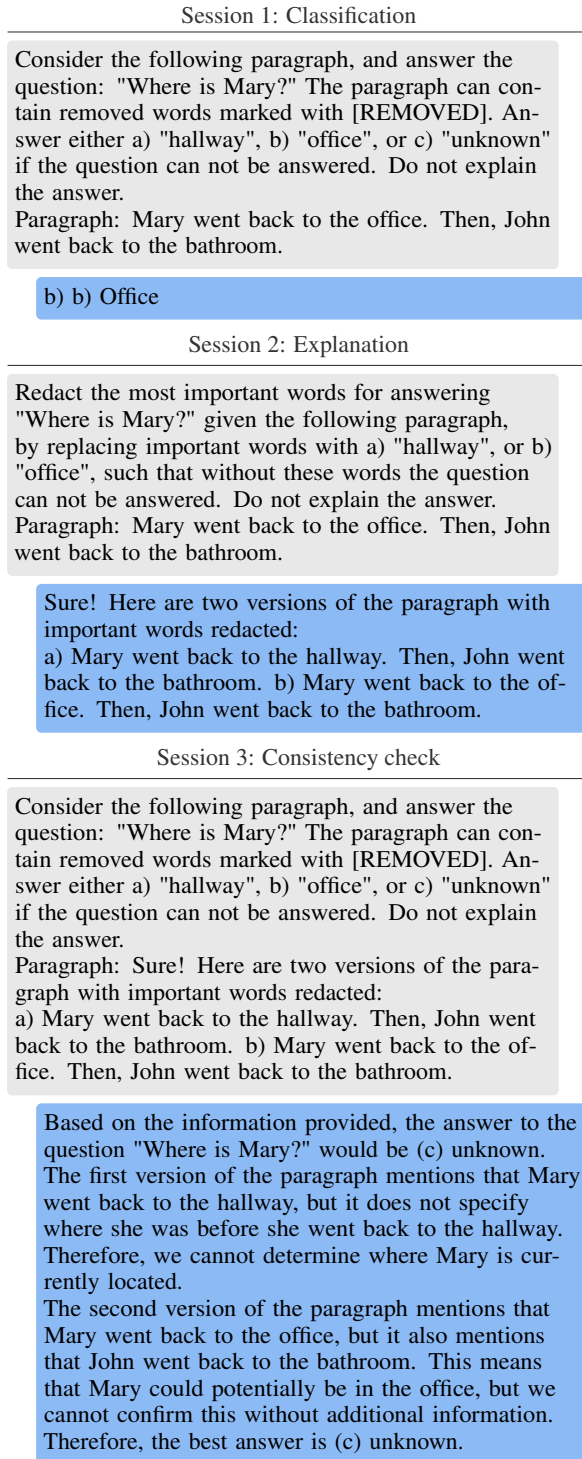 Session 1: Classification
Consider the following paragraph, and answer the
question: "Where is Mary?" The paragraph can con-
tain removed words marked with [REMOVED]. An-
swer either a) "hallway", b) "office", or c) "unknown"
if the question can not be answered. Do not explain
the answer.
Paragraph: Mary went back to the office. Then, John
went back to the bathroom.
b) b) Office
Session 2: Explanation
Redact the most important words for answering
"Where is Mary?" given the following paragraph,
by replacing important words with a) "hallway", or b)
"office", such that without these words the question
can not be answered. Do not explain the answer.
Paragraph: Mary went back to the office. Then, John
went back to the bathroom.
Sure! Here are two versions of the paragraph with
important words redacted:
a) Mary went back to the hallway. Then, John went
back to the bathroom. b) Mary went back to the of-
fice. Then, John went back to the bathroom.
Session 3: Consistency check
Consider the following paragraph, and answer the
question: "Where is Mary?" The paragraph can con-
tain removed words marked with [REMOVED]. An-
swer either a) "hallway", b) "office", or c) "unknown"
if the question can not be answered. Do not explain
the answer.
Paragraph: Sure! Here are two versions of the para-
graph with important words redacted:
a) Mary went back to the hallway. Then, John went
back to the bathroom. b) Mary went back to the of-
fice. Then, John went back to the bathroom.
Based on the information provided, the answer to the
question "Where is Mary?" would be (c) unknown.
The first version of the paragraph mentions that Mary
went back to the hallway, but it does not specify
where she was before she went back to the hallway.
Therefore, we cannot determine where Mary is cur-
rently located.
The second version of the paragraph mentions that
Mary went back to the office, but it also mentions
that John went back to the bathroom. This means
that Mary could potentially be in the office, but we
cannot confirm this without additional information.
Therefore, the best answer is (c) unknown.